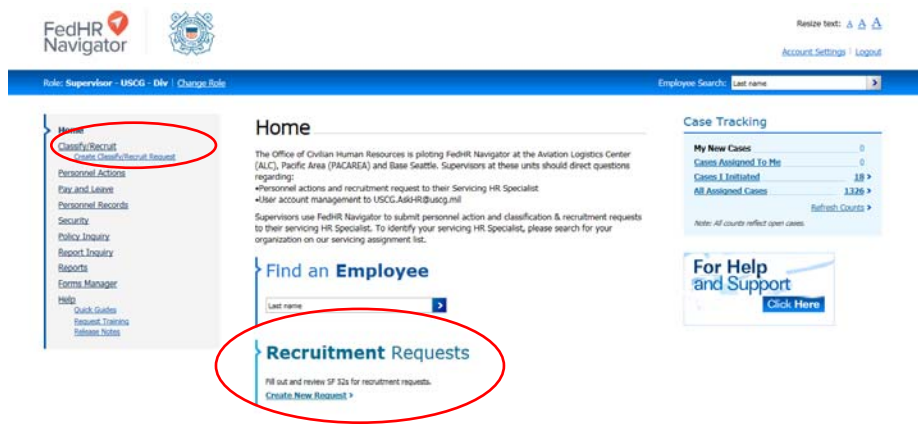 FedHR
Navigator
Resize text: A A A
Account Settings | Logout
Role: Supervisor - USCG - Div | Change Role
Employee Search: Last name
Home
Classify/Recruit
Create Classify/Recruit Request
Personnel Actions
Pay and Leave
Personnel Records
Security
Policy Inquiry
Report Inquiry
Reports
Forms Manager
Help
Quick Guides
Request Training
Release Notes
Home
The Office of Civilian Human Resources is piloting FedHR Navigator at the Aviation Logistics Center
(ALC), Pacific Area (PACAREA) and Base Seattle. Supervisors at these units should direct questions
regarding:
•Personnel actions and recruitment request to their Servicing HR Specialist
•User account management to USCG.AskHR@uscg.mil
Supervisors use FedHR Navigator to submit personnel action and classification & recruitment requests
to their servicing HR Specialist. To identify your servicing HR Specialist, please search for your
organization on our servicing assignment list.
Find an Employee
Last name
Recruitment Requests
Fill out and review SF 52s for recruitment requests.
Create New Request >
Case Tracking
My New Cases 0
Cases Assigned To Me 0
Cases I Initiated 18 >
All Assigned Cases 1326 >
Refresh Counts >
Note: All counts reflect open cases.
For Help
and Support
Click Here